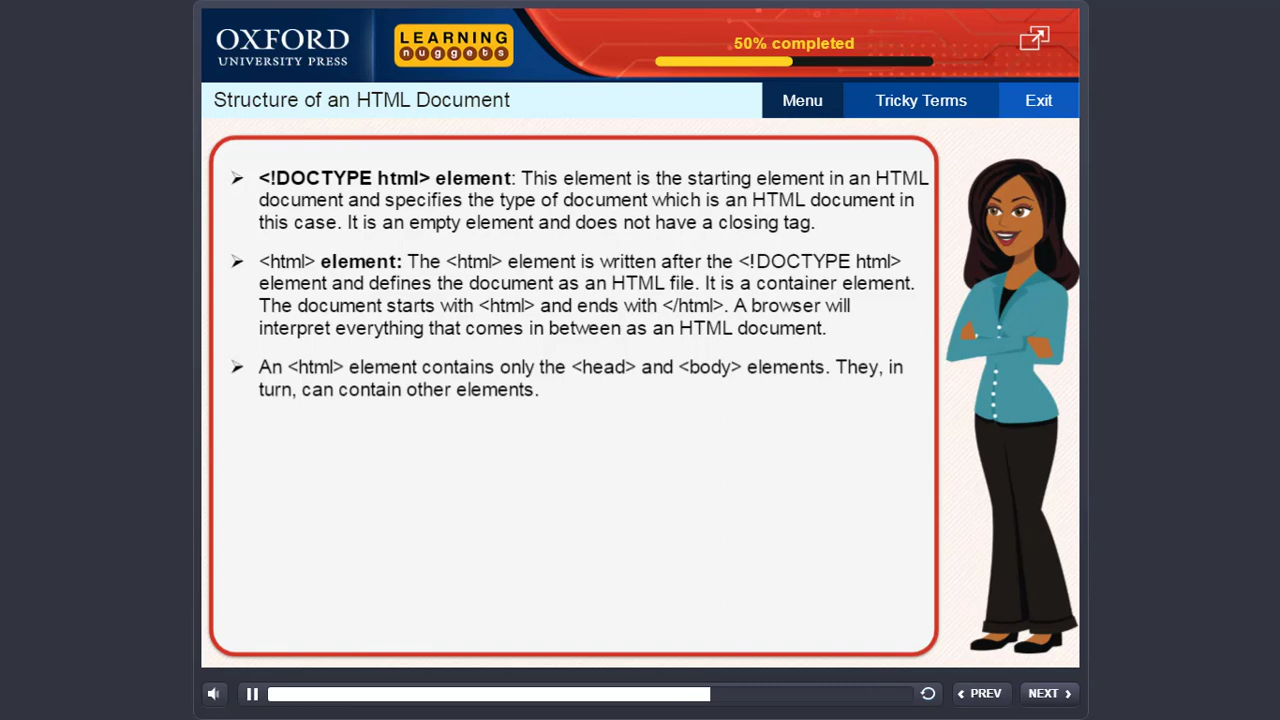 OXFORD
UNIVERSITY PRESS
LEARNING
nuggets
50% completed
Structure of an HTML Document
Menu
Tricky Terms
Exit
➢ <!DOCTYPE html> element: This element is the starting element in an HTML
document and specifies the type of document which is an HTML document in
this case. It is an empty element and does not have a closing tag.
➢ <html> element: The <html> element is written after the <!DOCTYPE html>
element and defines the document as an HTML file. It is a container element.
The document starts with <html> and ends with </html>. A browser will
interpret everything that comes in between as an HTML document.
➢ An <html> element contains only the <head> and <body> elements. They, in
turn, can contain other elements.
PREV
NEXT